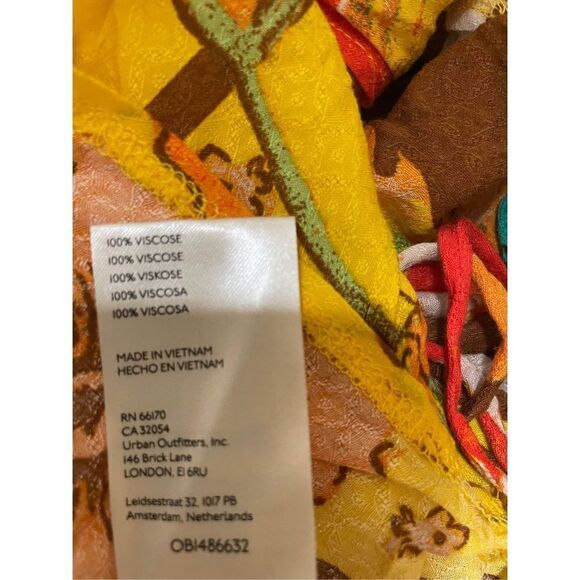 100% VISCOSE
100% VISCOSE
100% VISKOSE
100% VISCOSA
100% VISCOSA
MADE IN VIETNAM
HECHO EN VIETNAM
RN 66170
CA 32054
Urban Outfitters, Inc.
146 Brick Lane
LONDON, E1 6RU
Leidsestraat 32, 1017 PB
Amsterdam, Netherlands
OB1486632